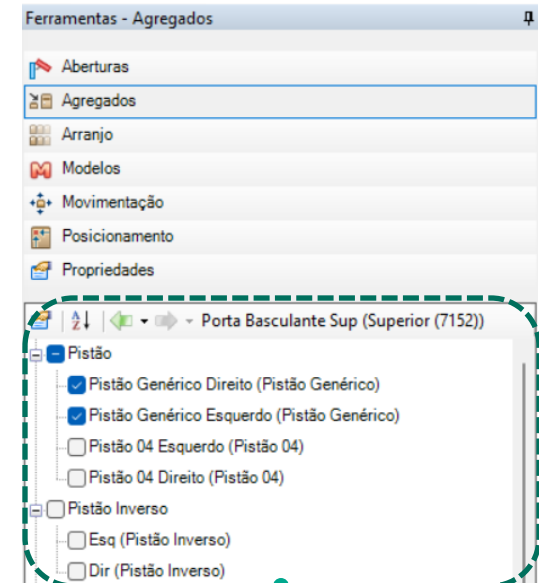 Ferramentas - Agregados
Aberturas
Agregados
Arranjo
Modelos
Movimentação
Posicionamento
Propriedades
Porta Basculante Sup (Superior (7152))
Pistão
Pistão Genérico Direito (Pistão Genérico)
Pistão Genérico Esquerdo (Pistão Genérico)
Pistão 04 Esquerdo (Pistão 04)
Pistão 04 Direito (Pistão 04)
Pistão Inverso
Esq (Pistão Inverso)
Dir (Pistão Inverso)